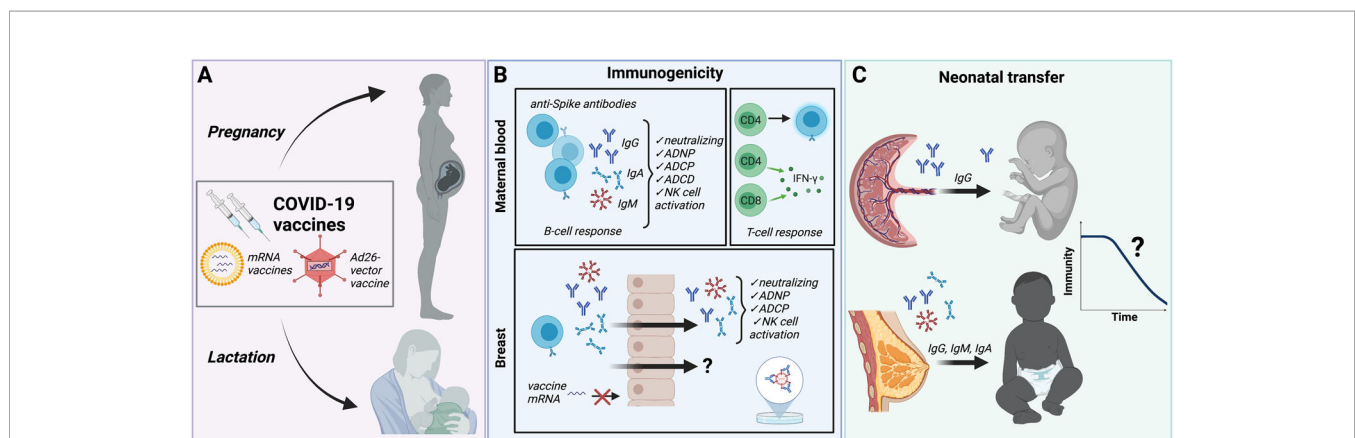 A
Pregnancy
COVID-19
vaccines
mRNA
vaccines
Ad26-
vector
vaccine
Lactation
B
Immunogenicity
Maternal blood
anti-Spike antibodies
IgG
IgA
IgM
✓neutralizing
✓ADNP
✓ADCP
✓ADCD
✓NK cell
activation
B-cell response
CD4
CD4
CD8
IFN-γ
T-cell response
Breast
✓neutralizing
✓ADNP
✓ADCP
✓NK cell
activation
?
vaccine
mRNA
C
Neonatal transfer
IgG
Immunity
?
Time
IgG, IgM, IgA